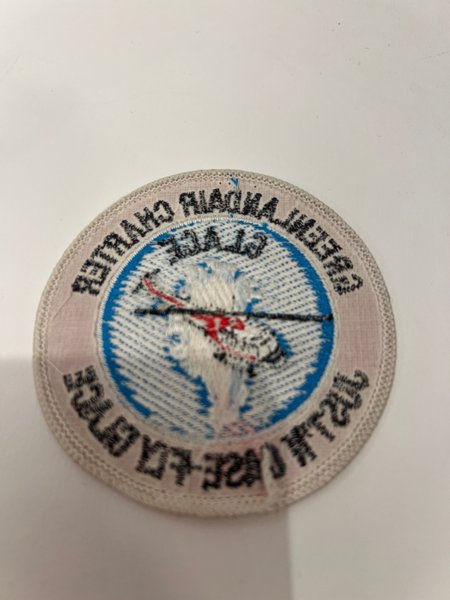 GREENLANDAIR CHARTER
GLACE
JUST IN CASE-FLY GLACE"